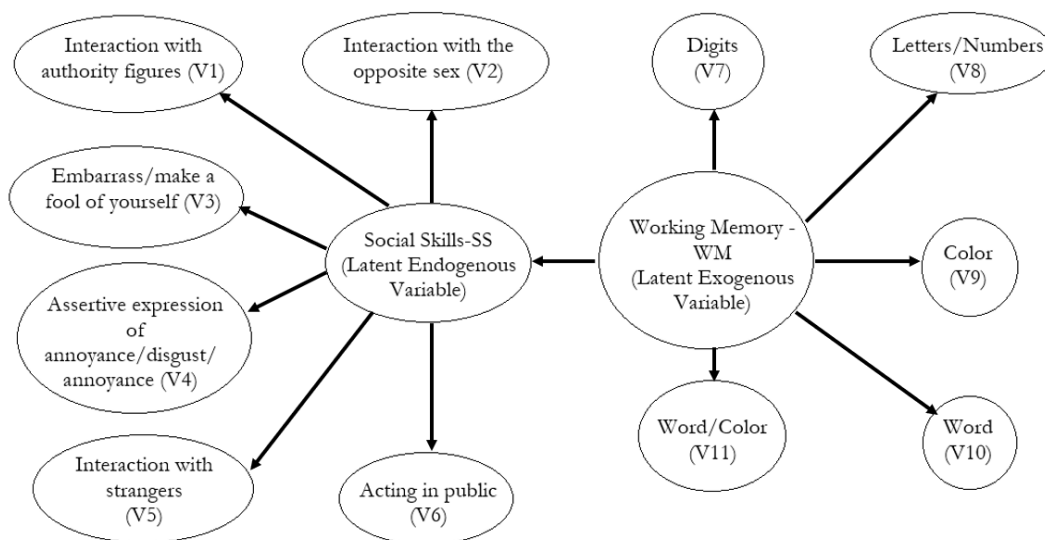 Interaction with
authority figures (V1)
Interaction with the
opposite sex (V2)
Digits
(V7)
Letters/Numbers
(V8)
Embarrass/make a
fool of yourself (V3)
Social Skills-SS
(Latent Endogenous
Variable)
Working Memory -
WM
(Latent Exogenous
Variable)
Color
(V9)
Assertive expression
of
annoyance/disgust/
annoyance (V4)
Interaction with
strangers
(V5)
Acting in public
(V6)
Word/Color
(V11)
Word
(V10)